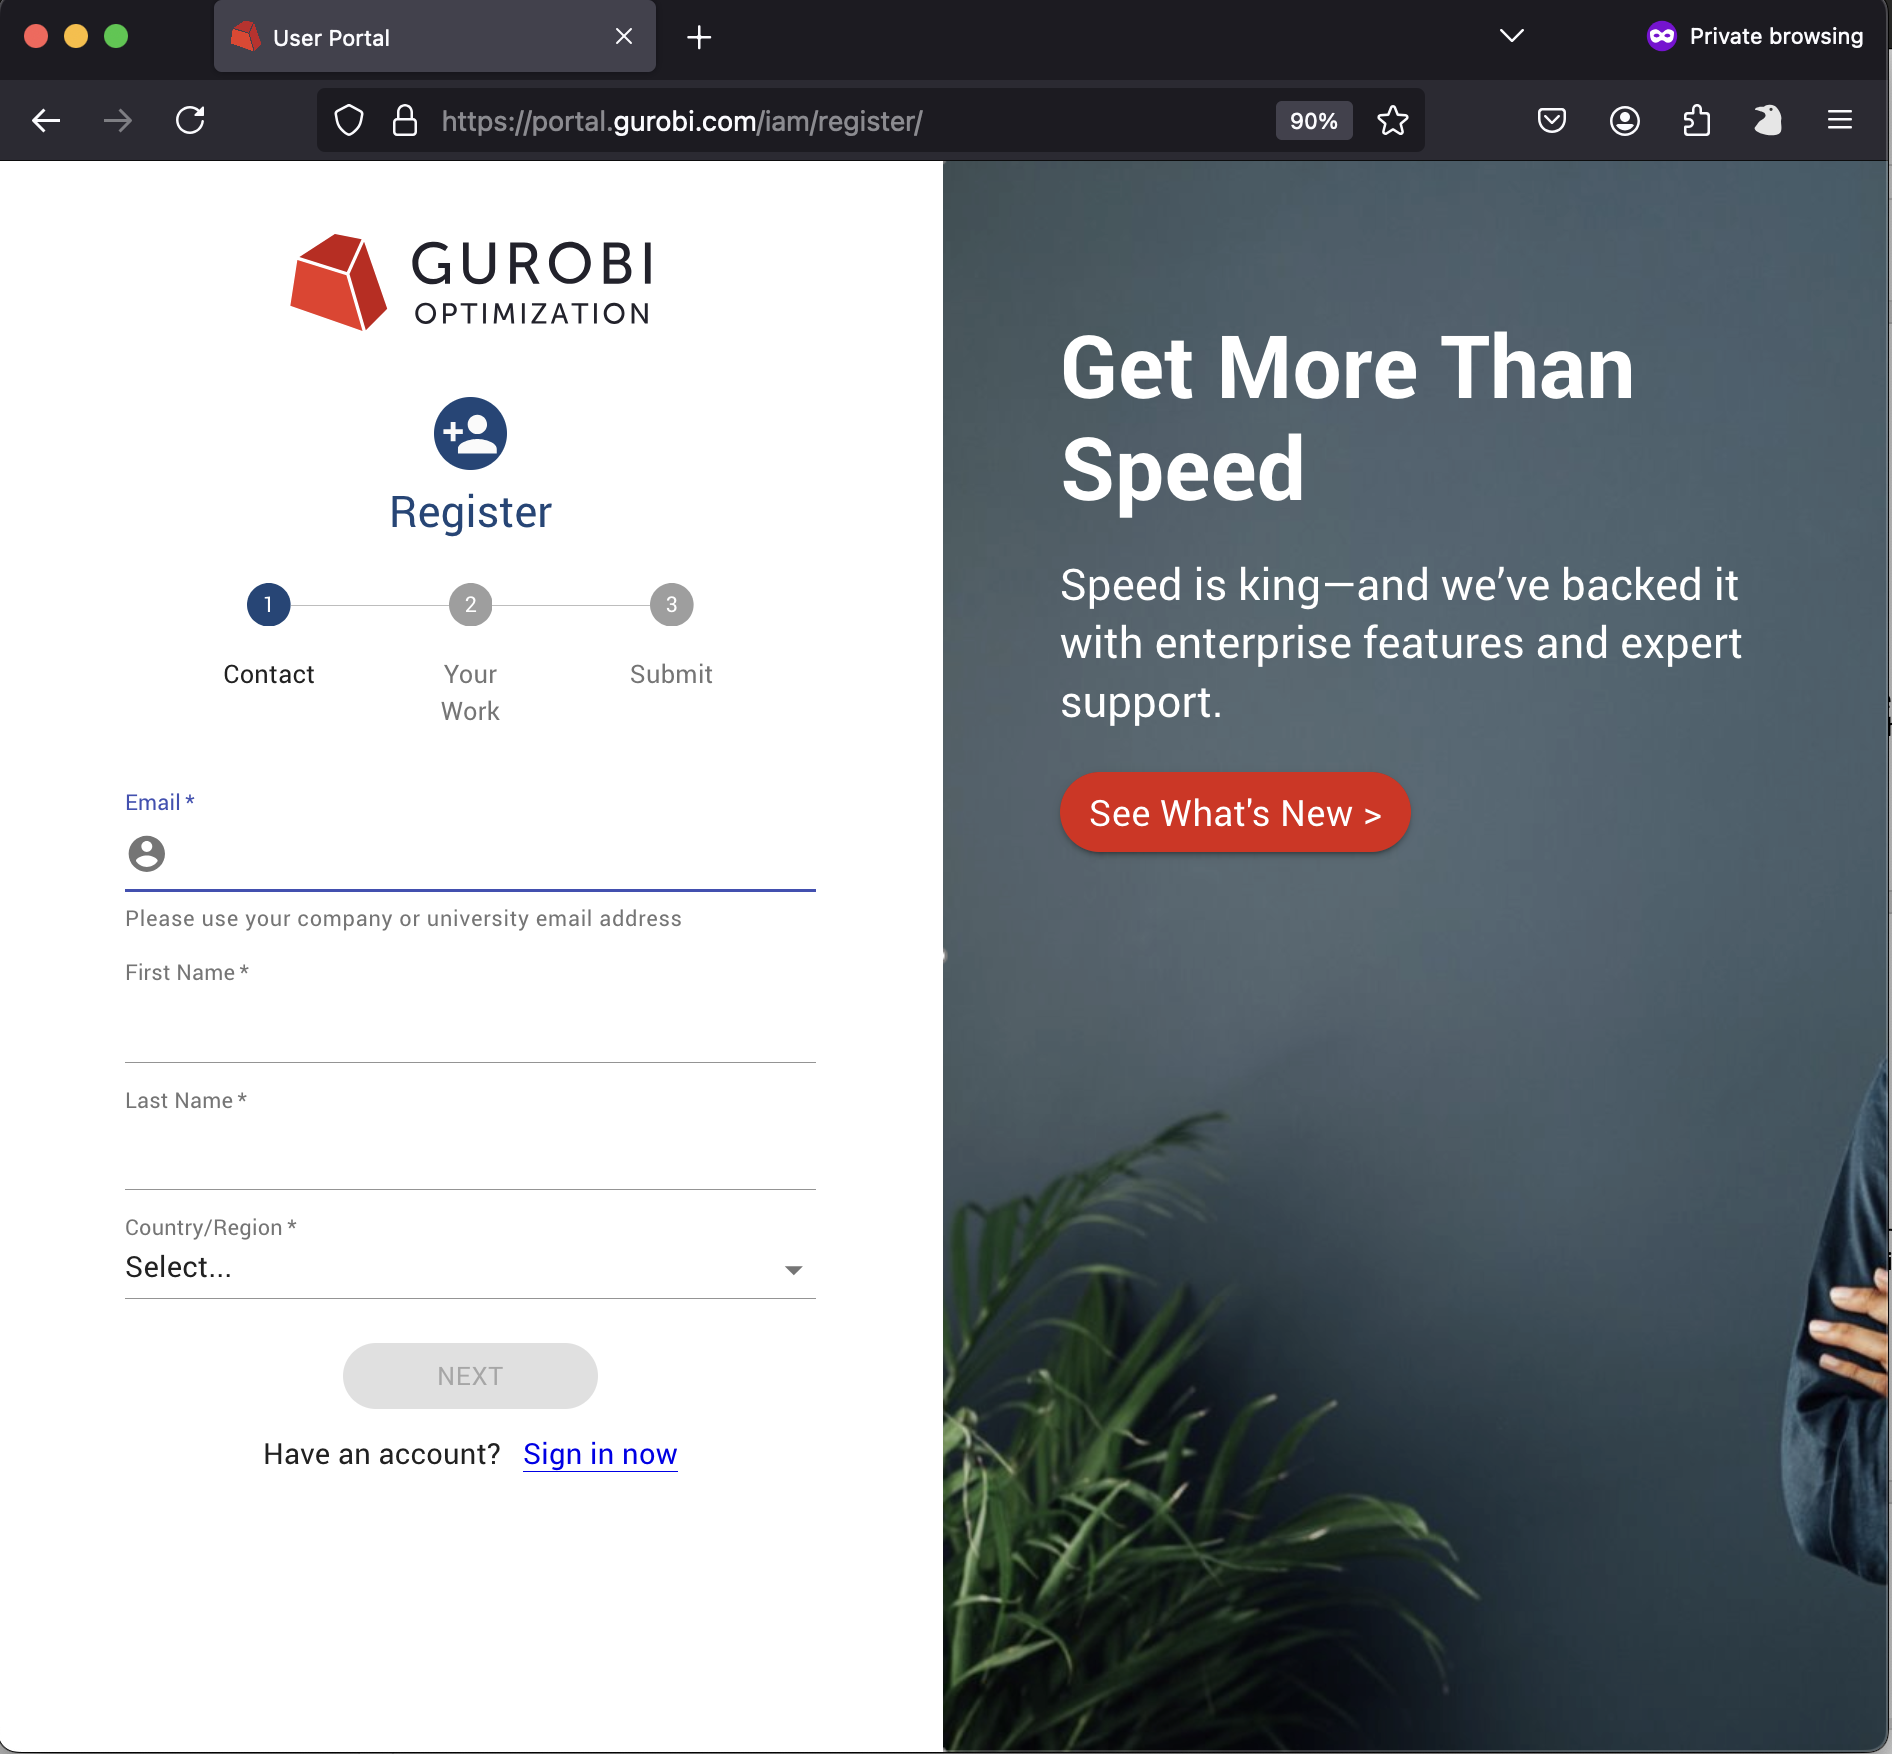 User Portal
Private browsing
https://portal.gurobi.com/iam/register/
90%
GUROBI
OPTIMIZATION
Register
1
2
3
Contact
Your
Work
Submit
Email *
Please use your company or university email address
First Name *
Last Name *
Country/Region *
Select...
NEXT
Have an account? Sign in now
Get More Than
Speed
Speed is king—and we’ve backed it
with enterprise features and expert
support.
See What's New >